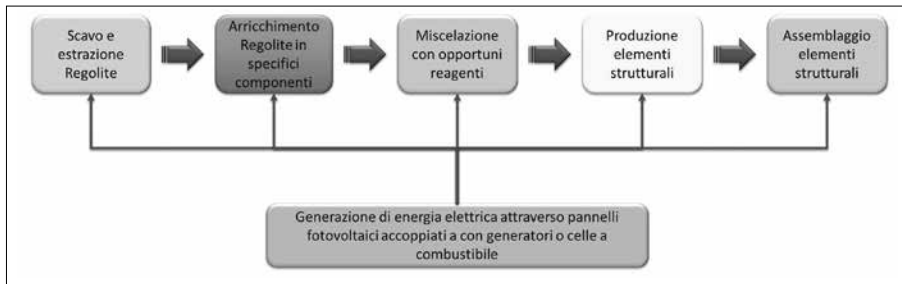 Scavo e
estrazione
Regolite
Arricchimento
Regolite in
specifici
componenti
Miscelazione
con opportuni
reagenti
Produzione
elementi
strutturali
Assemblaggio
elementi
strutturali
Generazione di energia elettrica attraverso pannelli
fotovoltaici accoppiati a con generatori o celle a
combustibile